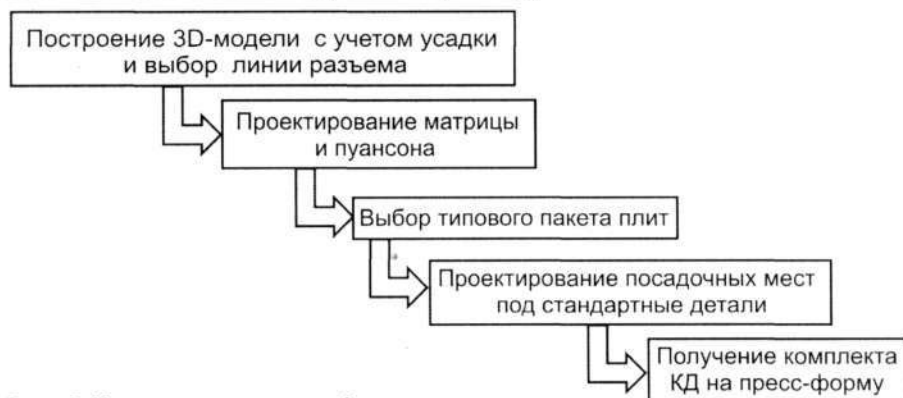 Построение 3D-модели с учетом усадки
и выбор линии разъема
Проектирование матрицы
и пуансона
Выбор типового пакета плит
Проектирование посадочных мест
под стандартные детали
Получение комплекта
КД на пресс-форму